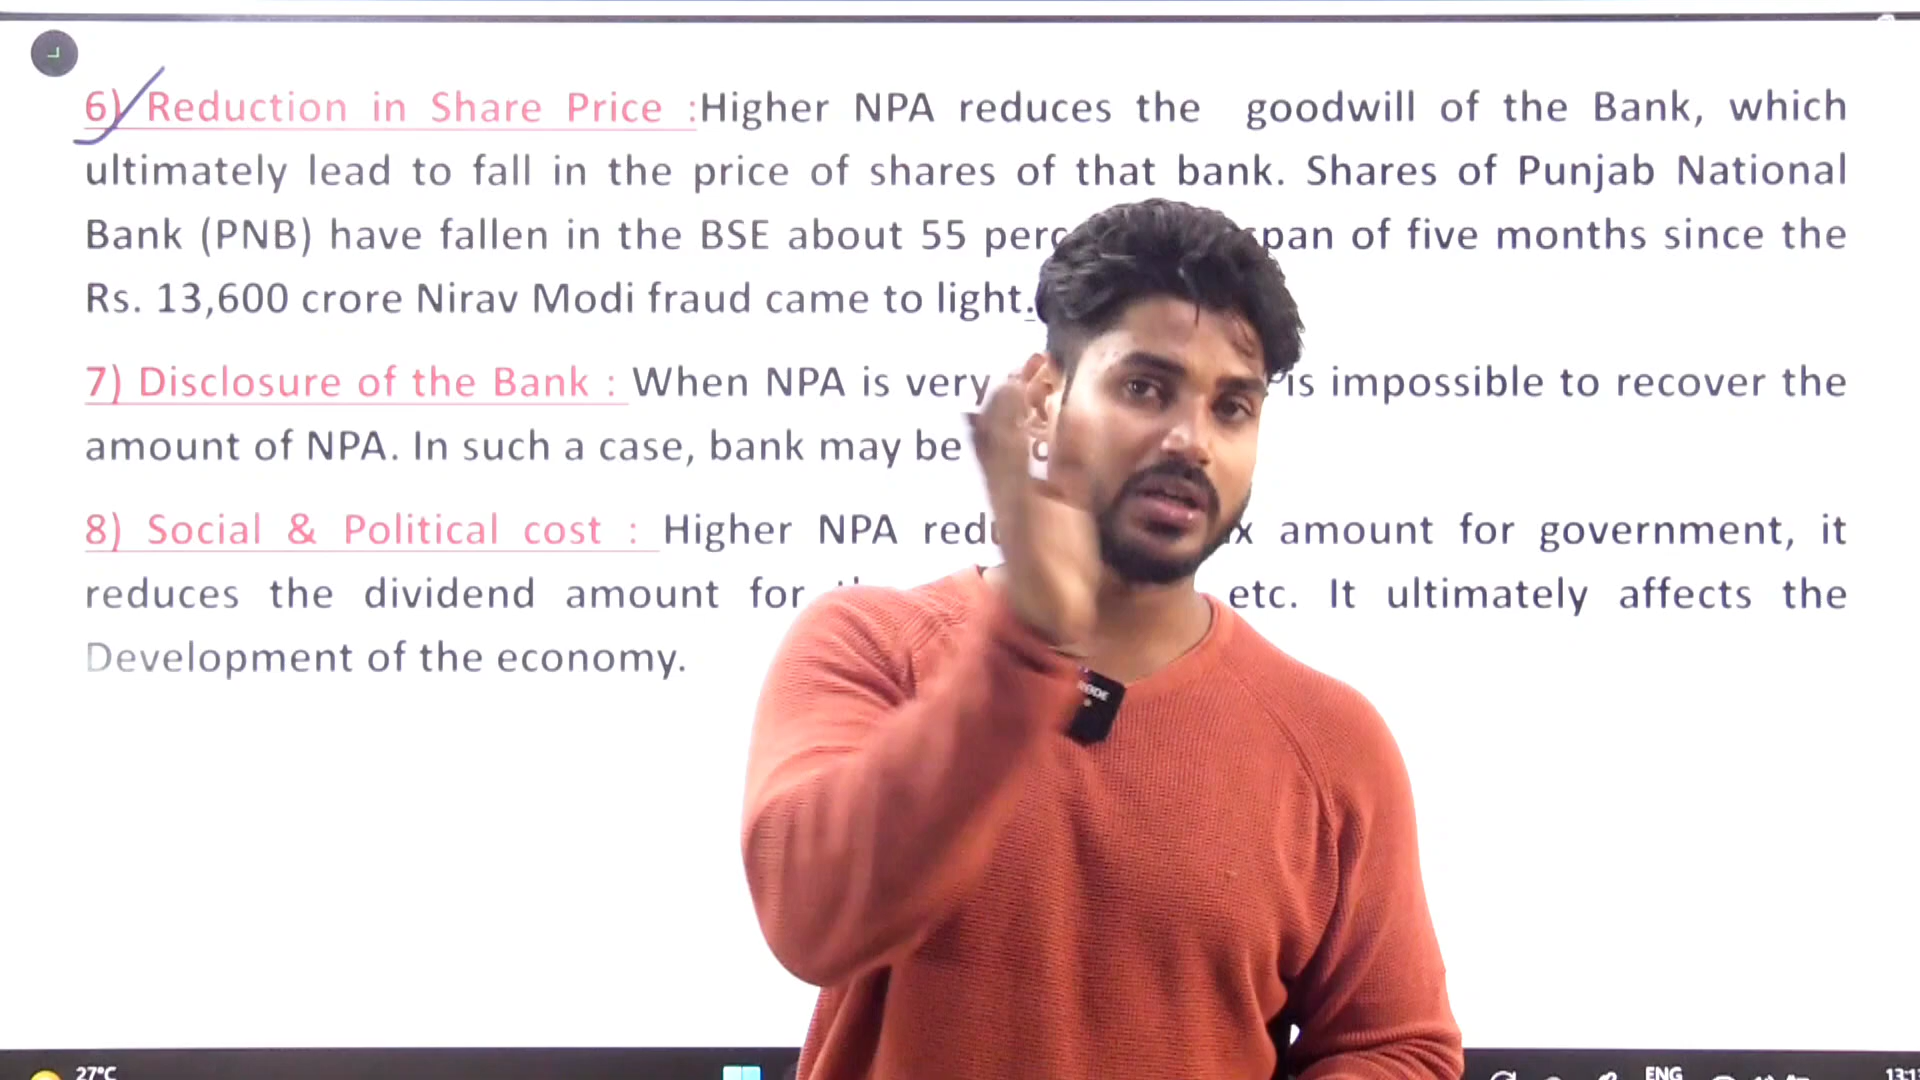 6) Reduction in Share Price :Higher NPA reduces the goodwill of the Bank, which
ultimately lead to fall in the price of shares of that bank. Shares of Punjab National
Bank (PNB) have fallen in the BSE about 55 of five months since the
Rs. 13,600 crore Nirav Modi fraud came to light.
7) Disclosure of the Bank : When NPA is very is impossible to recover the
amount of NPA. In such a case, bank may be
8) Social & Political cost : Higher NPA amount for government, it
reduces the dividend amount for etc. It ultimately affects the
Development of the economy.
RODE
27°C
ENG